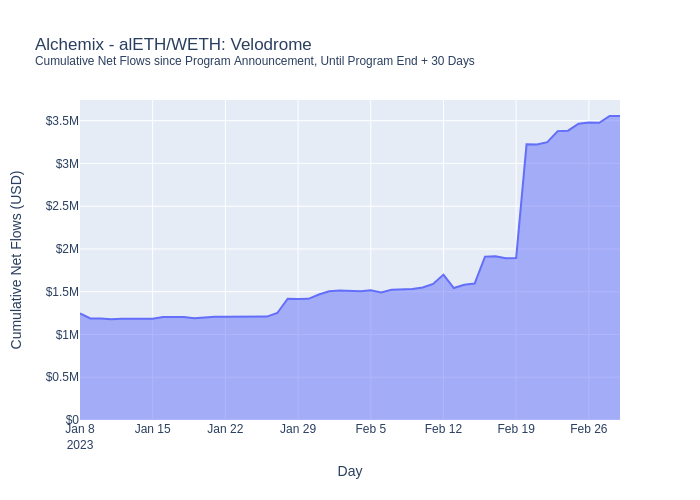 Alchemix - alETH/WETH: Velodrome
Cumulative Net Flows since Program Announcement, Until Program End + 30 Days
Cumulative Net Flows (USD)
$3.5M
$3M
$2.5M
$2M
$1.5M
$1M
$0.5M
$0
Jan 8 Jan 15 Jan 22 Jan 29 Feb 5 Feb 12 Feb 19 Feb 26
2023
Day